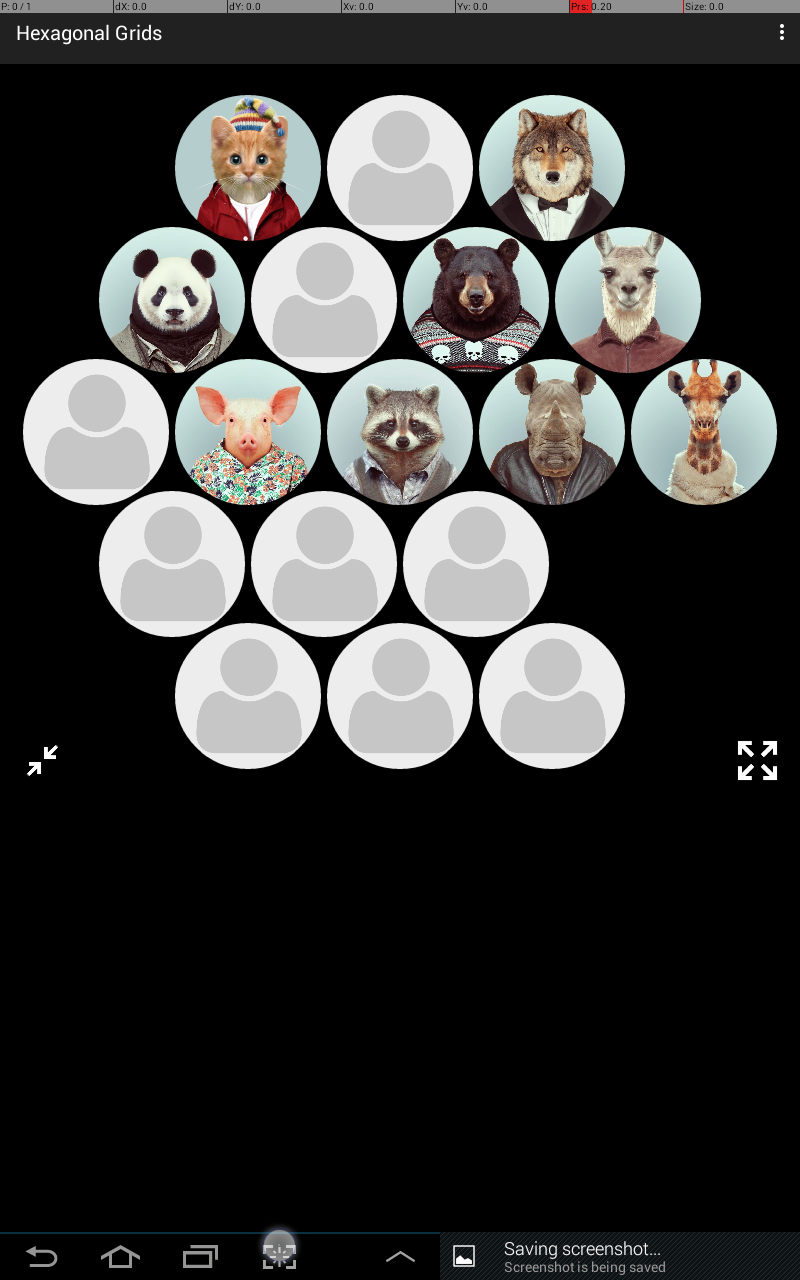 P: 0 / 1 dX: 0.0 dY: 0.0 Xv: 0.0 Yv: 0.0 Prs: 0.20 Size: 0.0
Hexagonal Grids
Saving screenshot...
Screenshot is being saved